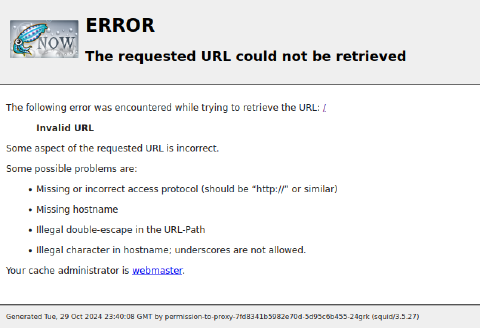 NOW
ERROR
The requested URL could not be retrieved
The following error was encountered while trying to retrieve the URL: /
Invalid URL
Some aspect of the requested URL is incorrect.
Some possible problems are:
• Missing or incorrect access protocol (should be “http://” or similar)
• Missing hostname
• Illegal double-escape in the URL-Path
• Illegal character in hostname; underscores are not allowed.
Your cache administrator is webmaster.
Generated Tue, 29 Oct 2024 23:40:08 GMT by permission-to-proxy-7fd8341b5982e70d-5d95c6b455-24grk (squid/3.5.27)